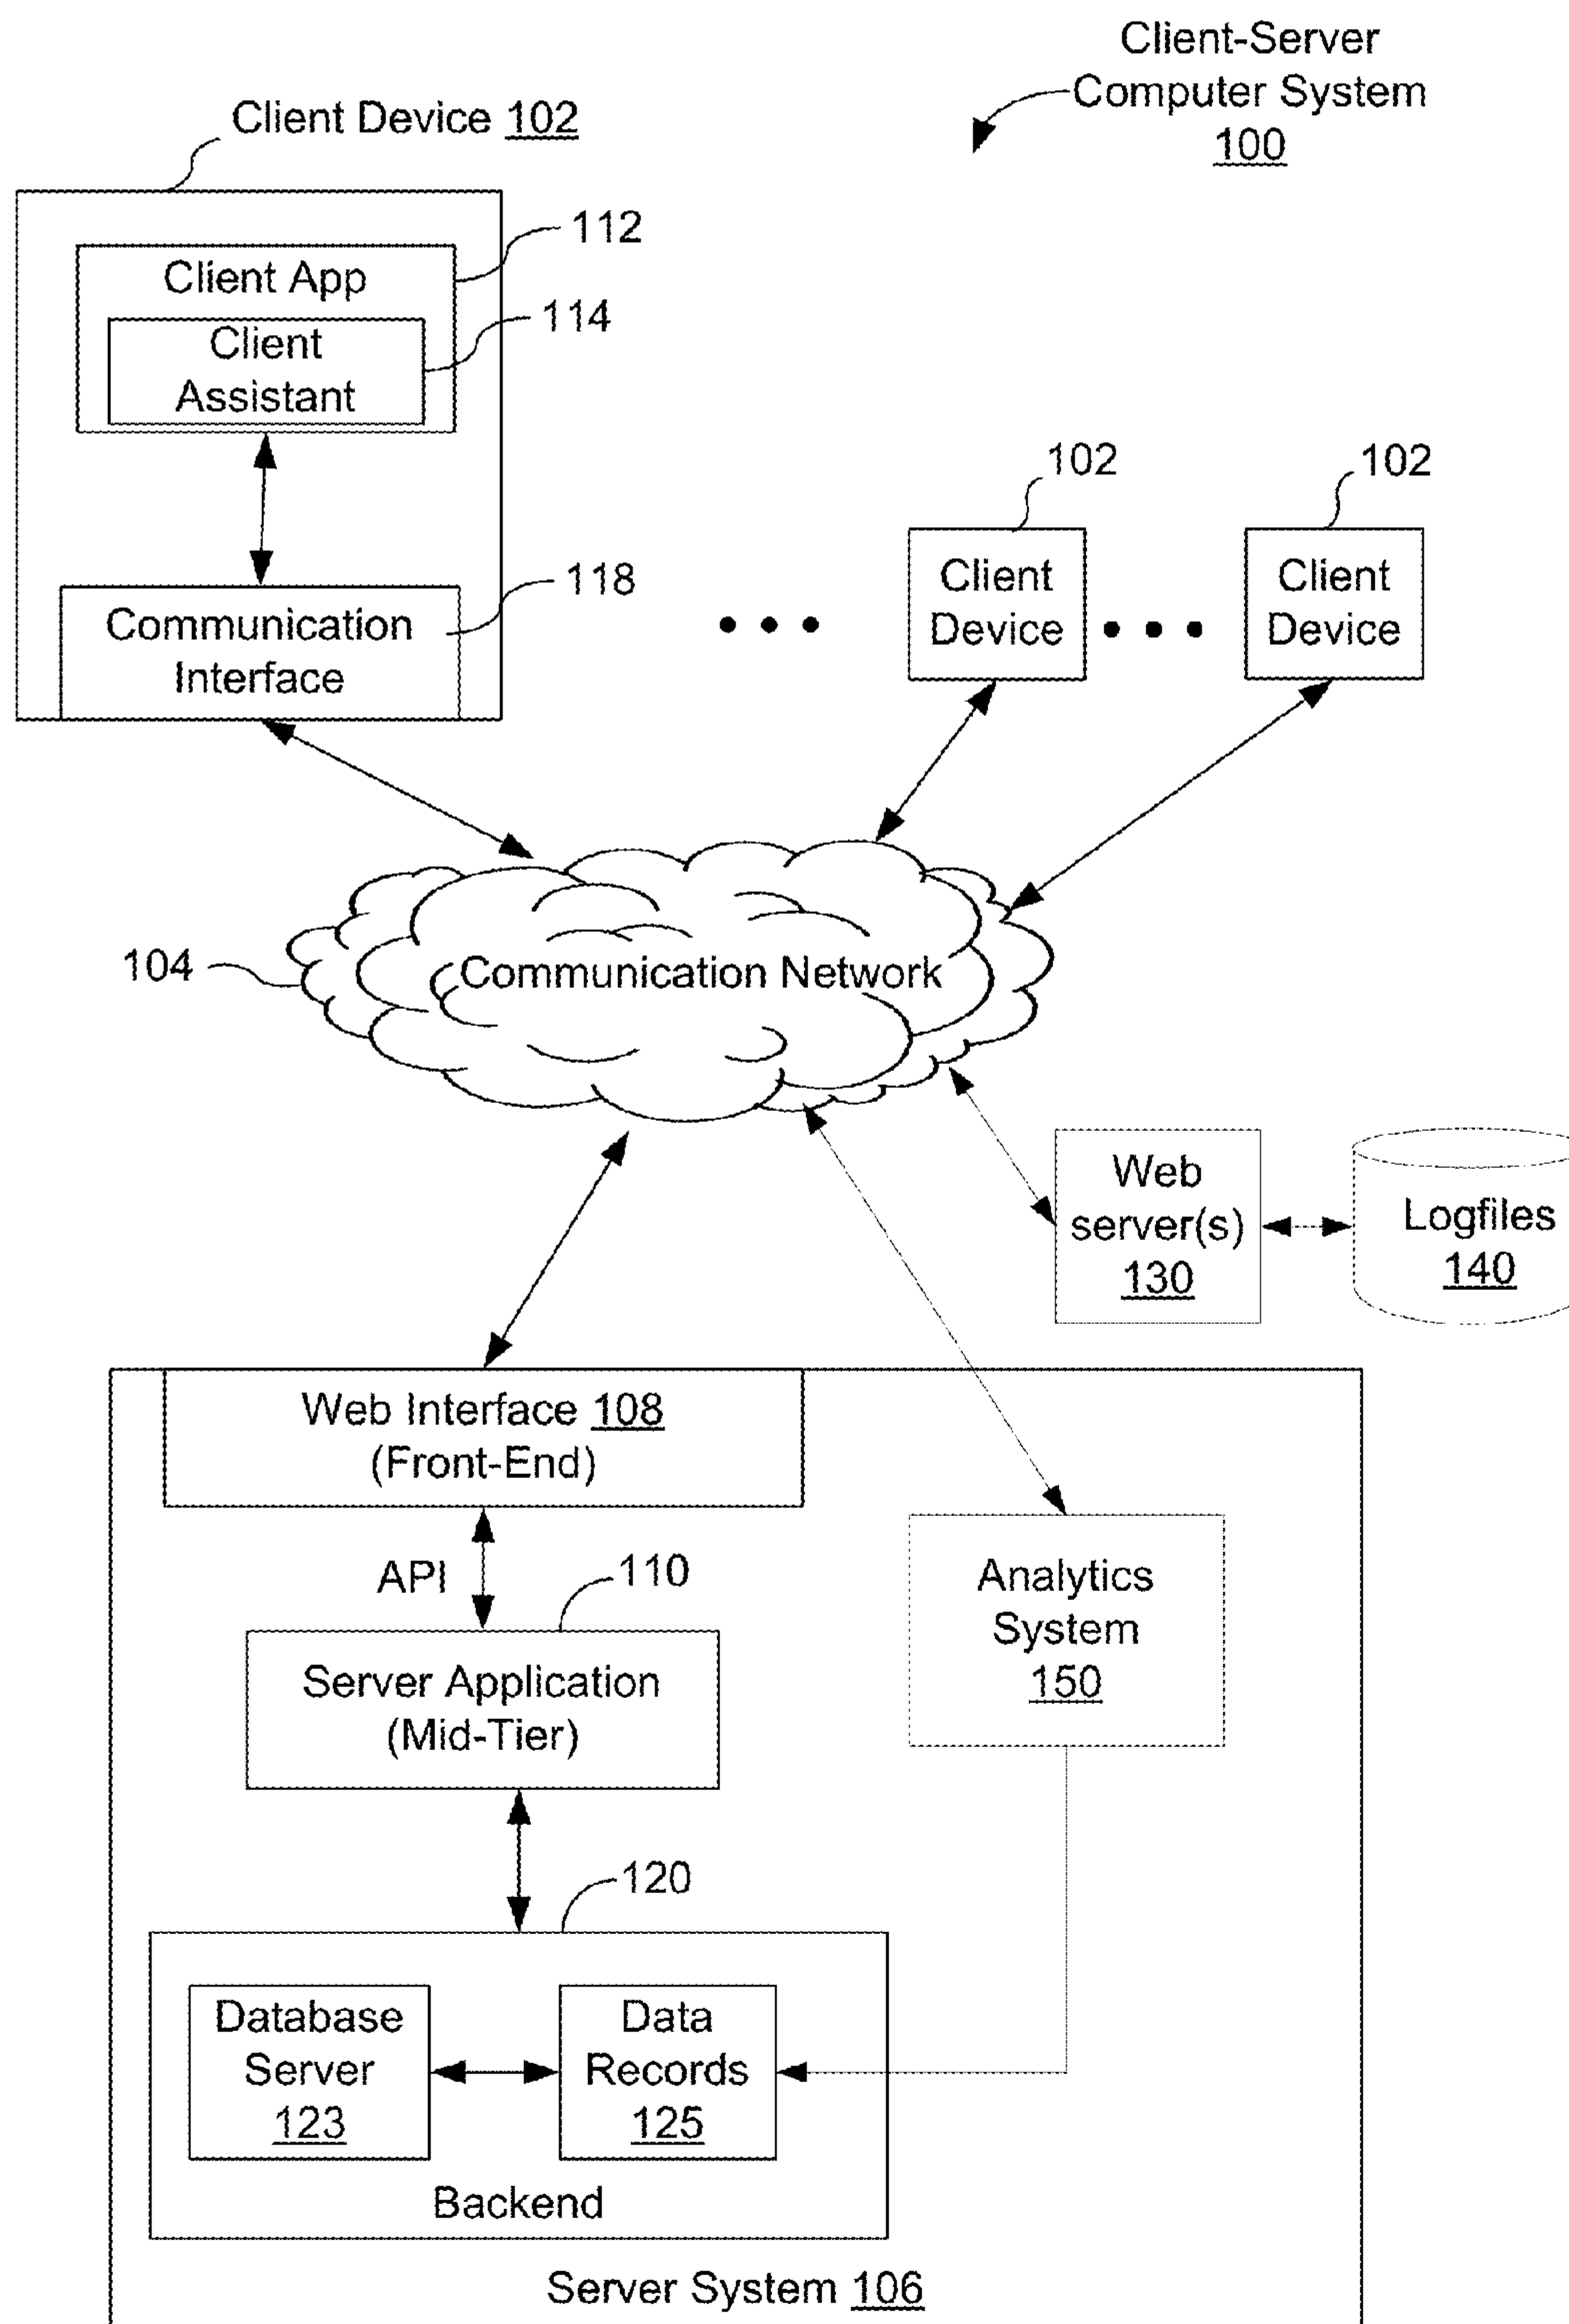 Client-Server
Computer System
100
Client Device 102
112
Client App
114
Client
Assistant
118
Communication
Interface
102
Client
Device
102
Client
Device
104
Communication Network
Web
server(s)
130
Logfiles
140
Web Interface 108
(Front-End)
API
110
Server Application
(Mid-Tier)
Analytics
System
150
120
Database
Server
123
Data
Records
125
Backend
Server System 106